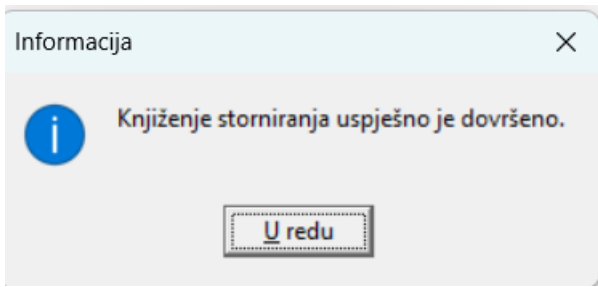 Informacija
Knjiženje storniranja uspješno je dovršeno.
U redu